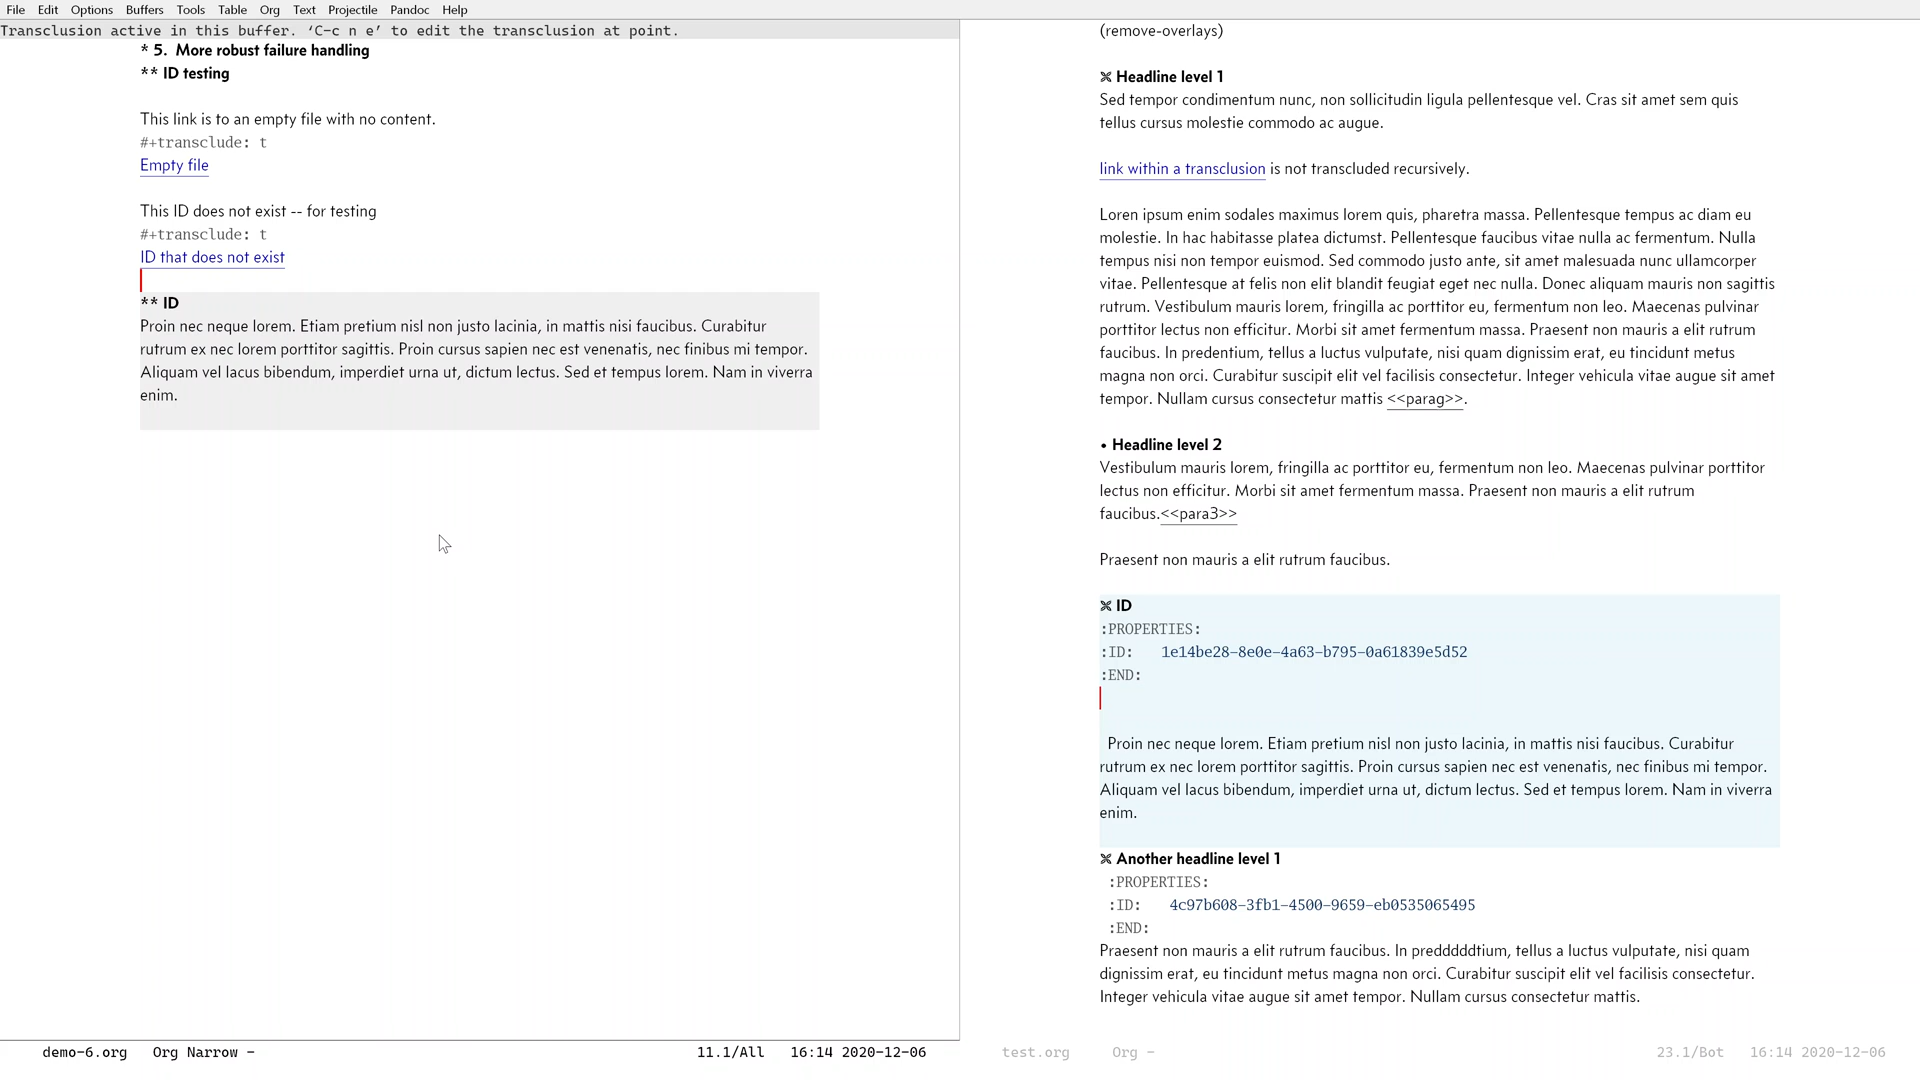 File Edit Options Buffers Tools Table Org Text Projectile Pandoc Help
Transclusion active in this buffer. ‘C-c n e’ to edit the transclusion at point.
* 5. More robust failure handling
** ID testing
This link is to an empty file with no content.
#+transclude: t
Empty file
This ID does not exist -- for testing
#+transclude: t
ID that does not exist
** ID
Proin nec neque lorem. Etiam pretium nisl non justo lacinia, in mattis nisi faucibus. Curabitur
rutrum ex nec lorem porttitor sagittis. Proin cursus sapien nec est venenatis, nec finibus mi tempor.
Aliquam vel lacus bibendum, imperdiet urna ut, dictum lectus. Sed et tempus lorem. Nam in viverra
enim.
demo-6.org Org Narrow - 11.1/All 16:14 2020-12-06
(remove-overlays)
⌘ Headline level 1
Sed tempor condimentum nunc, non sollicitudin ligula pellentesque vel. Cras sit amet sem quis
tellus cursus molestie commodo ac augue.
link within a transclusion is not transcluded recursively.
Loren ipsum enim sodales maximus lorem quis, pharetra massa. Pellentesque tempus ac diam eu
molestie. In hac habitasse platea dictumst. Pellentesque faucibus vitae nulla ac fermentum. Nulla
tempus nisi non tempor euismod. Sed commodo justo ante, sit amet malesuada nunc ullamcorper
vitae. Pellentesque at felis non elit blandit feugiat eget nec nulla. Donec aliquam mauris non sagittis
rutrum. Vestibulum mauris lorem, fringilla ac porttitor eu, fermentum non leo. Maecenas pulvinar
porttitor lectus non efficitur. Morbi sit amet fermentum massa. Praesent non mauris a elit rutrum
faucibus. In predentium, tellus a luctus vulputate, nisi quam dignissim erat, eu tincidunt metus
magna non orci. Curabitur suscipit elit vel facilisis consectetur. Integer vehicula vitae augue sit amet
tempor. Nullam cursus consectetur mattis <<parag>>.
• Headline level 2
Vestibulum mauris lorem, fringilla ac porttitor eu, fermentum non leo. Maecenas pulvinar porttitor
lectus non efficitur. Morbi sit amet fermentum massa. Praesent non mauris a elit rutrum
faucibus.<<para3>>
Praesent non mauris a elit rutrum faucibus.
⌘ ID
:PROPERTIES:
:ID: 1e14be28-8e0e-4a63-b795-0a61839e5d52
:END:
Proin nec neque lorem. Etiam pretium nisl non justo lacinia, in mattis nisi faucibus. Curabitur
rutrum ex nec lorem porttitor sagittis. Proin cursus sapien nec est venenatis, nec finibus mi tempor.
Aliquam vel lacus bibendum, imperdiet urna ut, dictum lectus. Sed et tempus lorem. Nam in viverra
enim.
⌘ Another headline level 1
:PROPERTIES:
:ID: 4c97b608-3fb1-4500-9659-eb0535065495
:END:
Praesent non mauris a elit rutrum faucibus. In predddddtium, tellus a luctus vulputate, nisi quam
dignissim erat, eu tincidunt metus magna non orci. Curabitur suscipit elit vel facilisis consectetur.
Integer vehicula vitae augue sit amet tempor. Nullam cursus consectetur mattis.
test.org Org - 23.1/Bot 16:14 2020-12-06